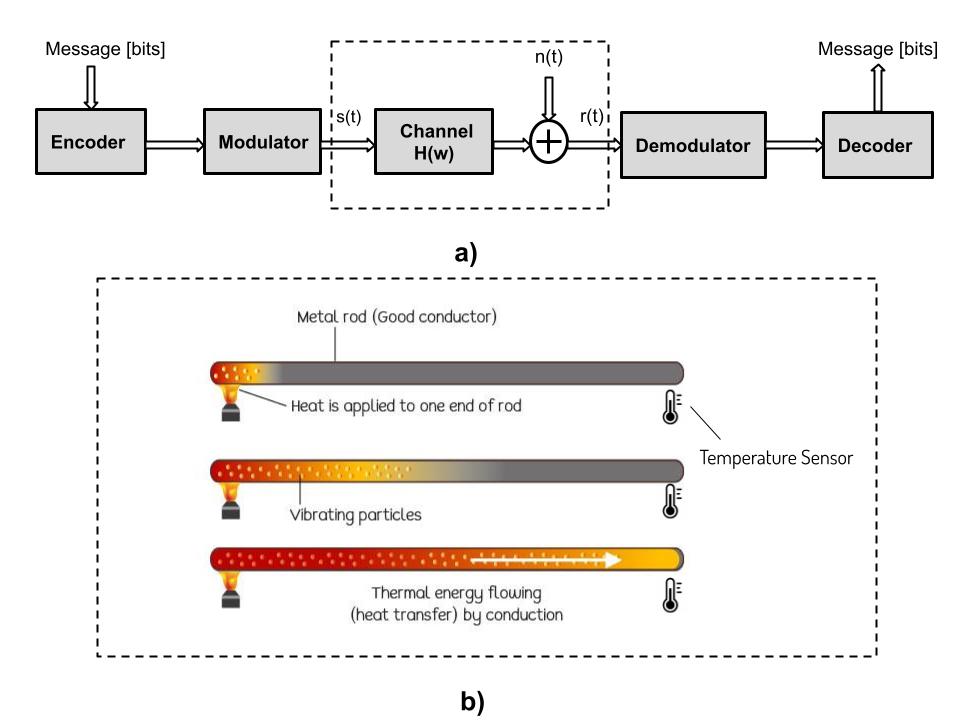 Message [bits]
Message [bits]
n(t)
s(t)
r(t)
Encoder
Modulator
Channel
H(w)
Demodulator
Decoder
a)
Metal rod (Good conductor)
Heat is applied to one end of rod
Temperature Sensor
Vibrating particles
Thermal energy flowing
(heat transfer) by conduction
b)